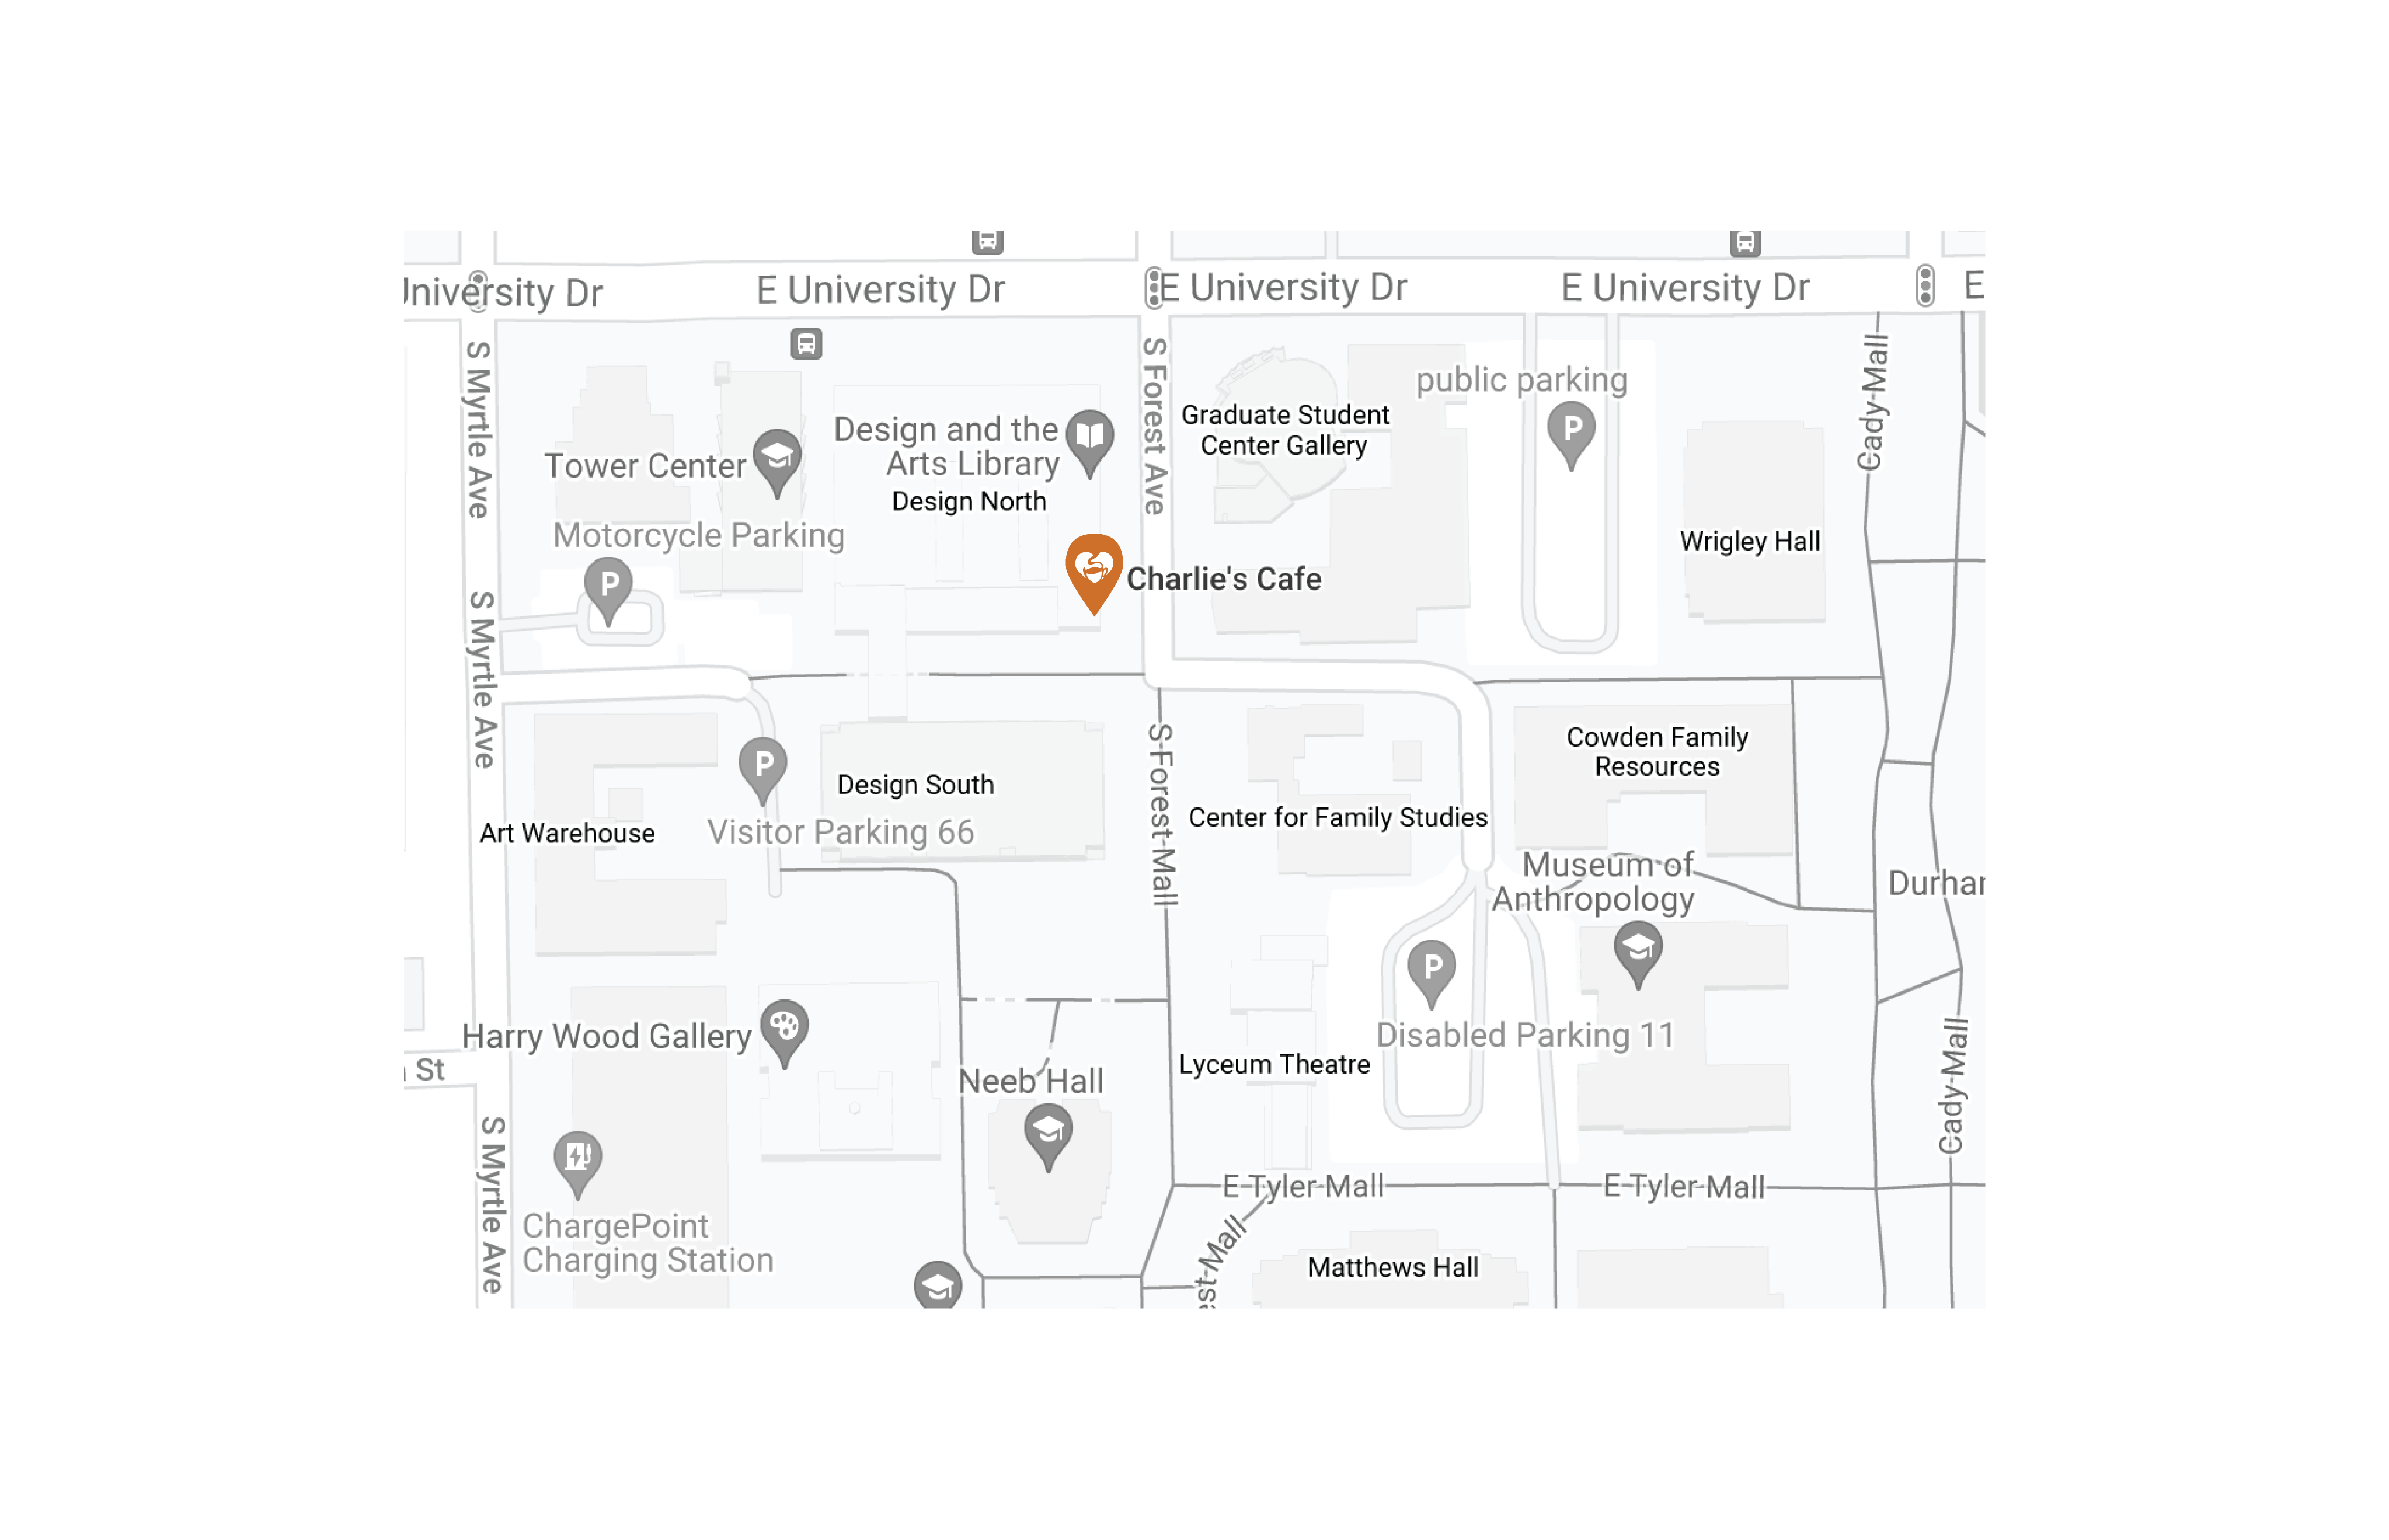 University Dr
E University Dr
E University Dr
E University Dr
E
S Myrtle Ave
S Forest Ave
Cady Mall
public parking
P
Graduate Student
Center Gallery
Design and the
Arts Library
Tower Center
Design North
Motorcycle Parking
P
Wrigley Hall
Charlie's Cafe
S Myrtle Ave
S Forest Mall
Cowden Family
Resources
P
Design South
Center for Family Studies
Art Warehouse
Visitor Parking 66
Museum of
Anthropology
P
Harry Wood Gallery
Disabled Parking 11
Lyceum Theatre
St
Neeb Hall
Cady Mall
S Myrtle Ave
E Tyler Mall
E Tyler Mall
ChargePoint
Charging Station
Mall
Matthews Hall